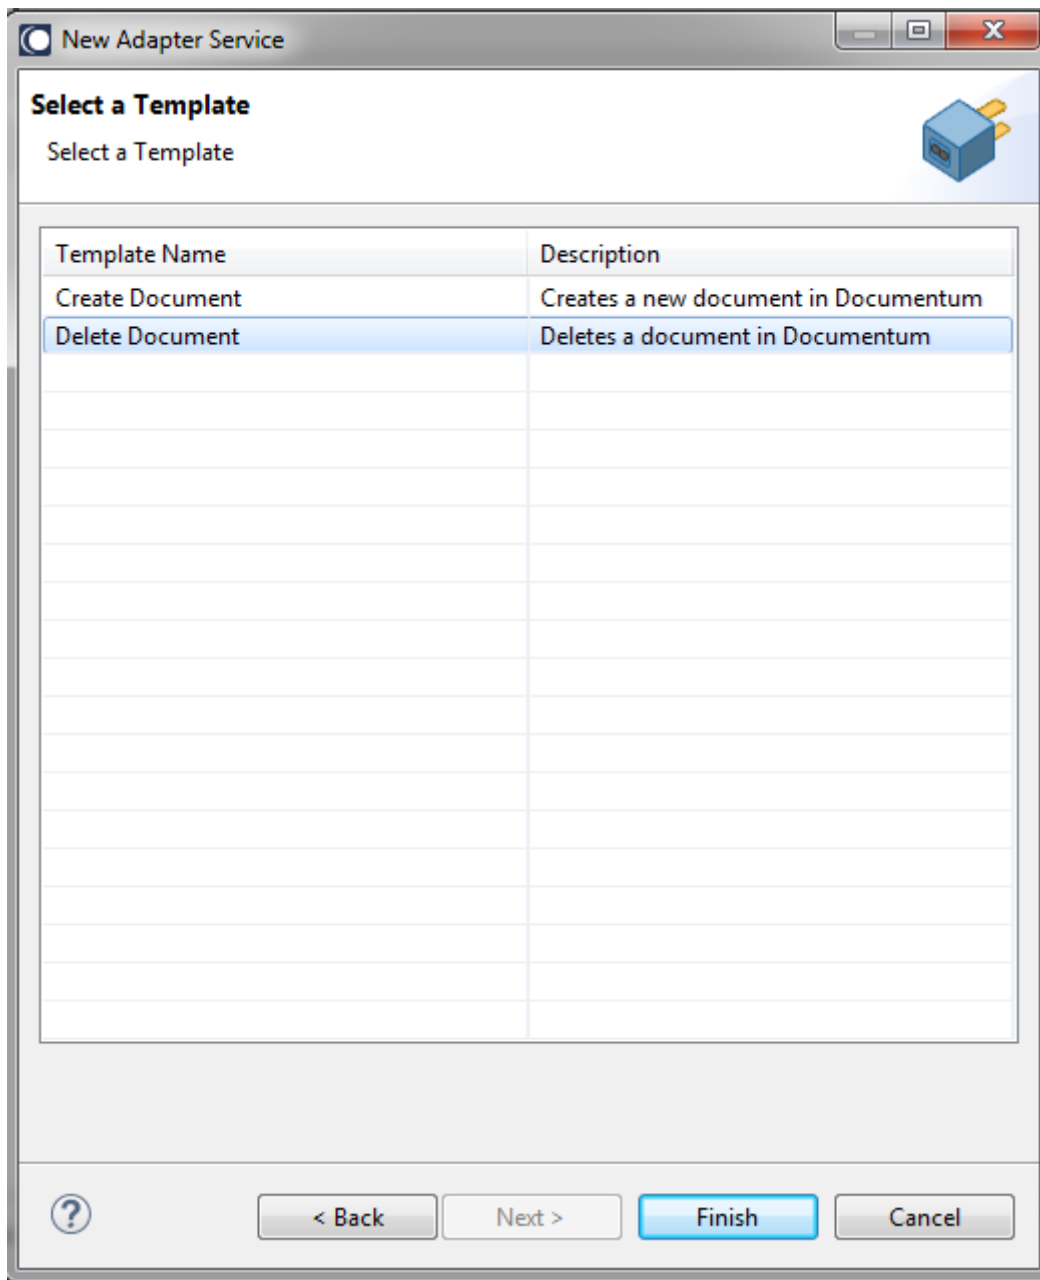 New Adapter Service
Select a Template
Select a Template
Template Name Description
Create Document Creates a new document in Documentum
Delete Document Deletes a document in Documentum
? < Back Next > Finish Cancel